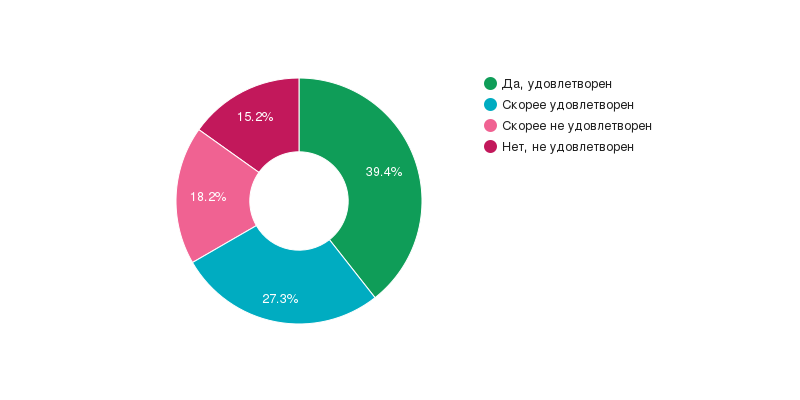 Да, удовлетворен
Скорее удовлетворен
Скорее не удовлетворен
Нет, не удовлетворен
15.2%
39.4%
18.2%
27.3%